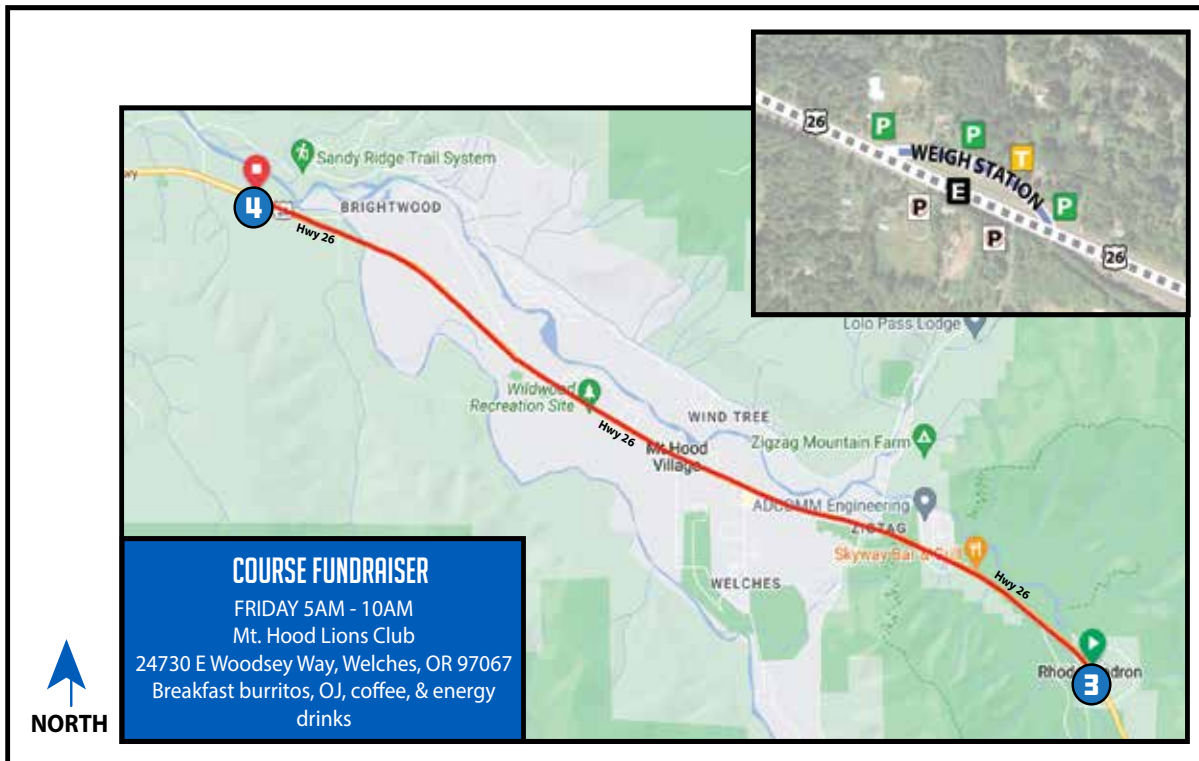 26
P
P
T
WEIGH STATION
E
P
P
P
26
Sandy Ridge Trail System
4
BRIGHTWOOD
Hwy 26
Lolo Pass Lodge
Wildwood
Recreation Site
Hwy 26
WIND TREE
Mt Hood
Village
Zigzag Mountain Farm
ADCOMM Engineering
ZIGZAG
Skyway Bar &
WELCHES
Hwy 26
3
COURSE FUNDRAISER
FRIDAY 5AM - 10AM
Mt. Hood Lions Club
24730 E Woodsey Way, Welches, OR 97067
Breakfast burritos, OJ, coffee, & energy
drinks
NORTH